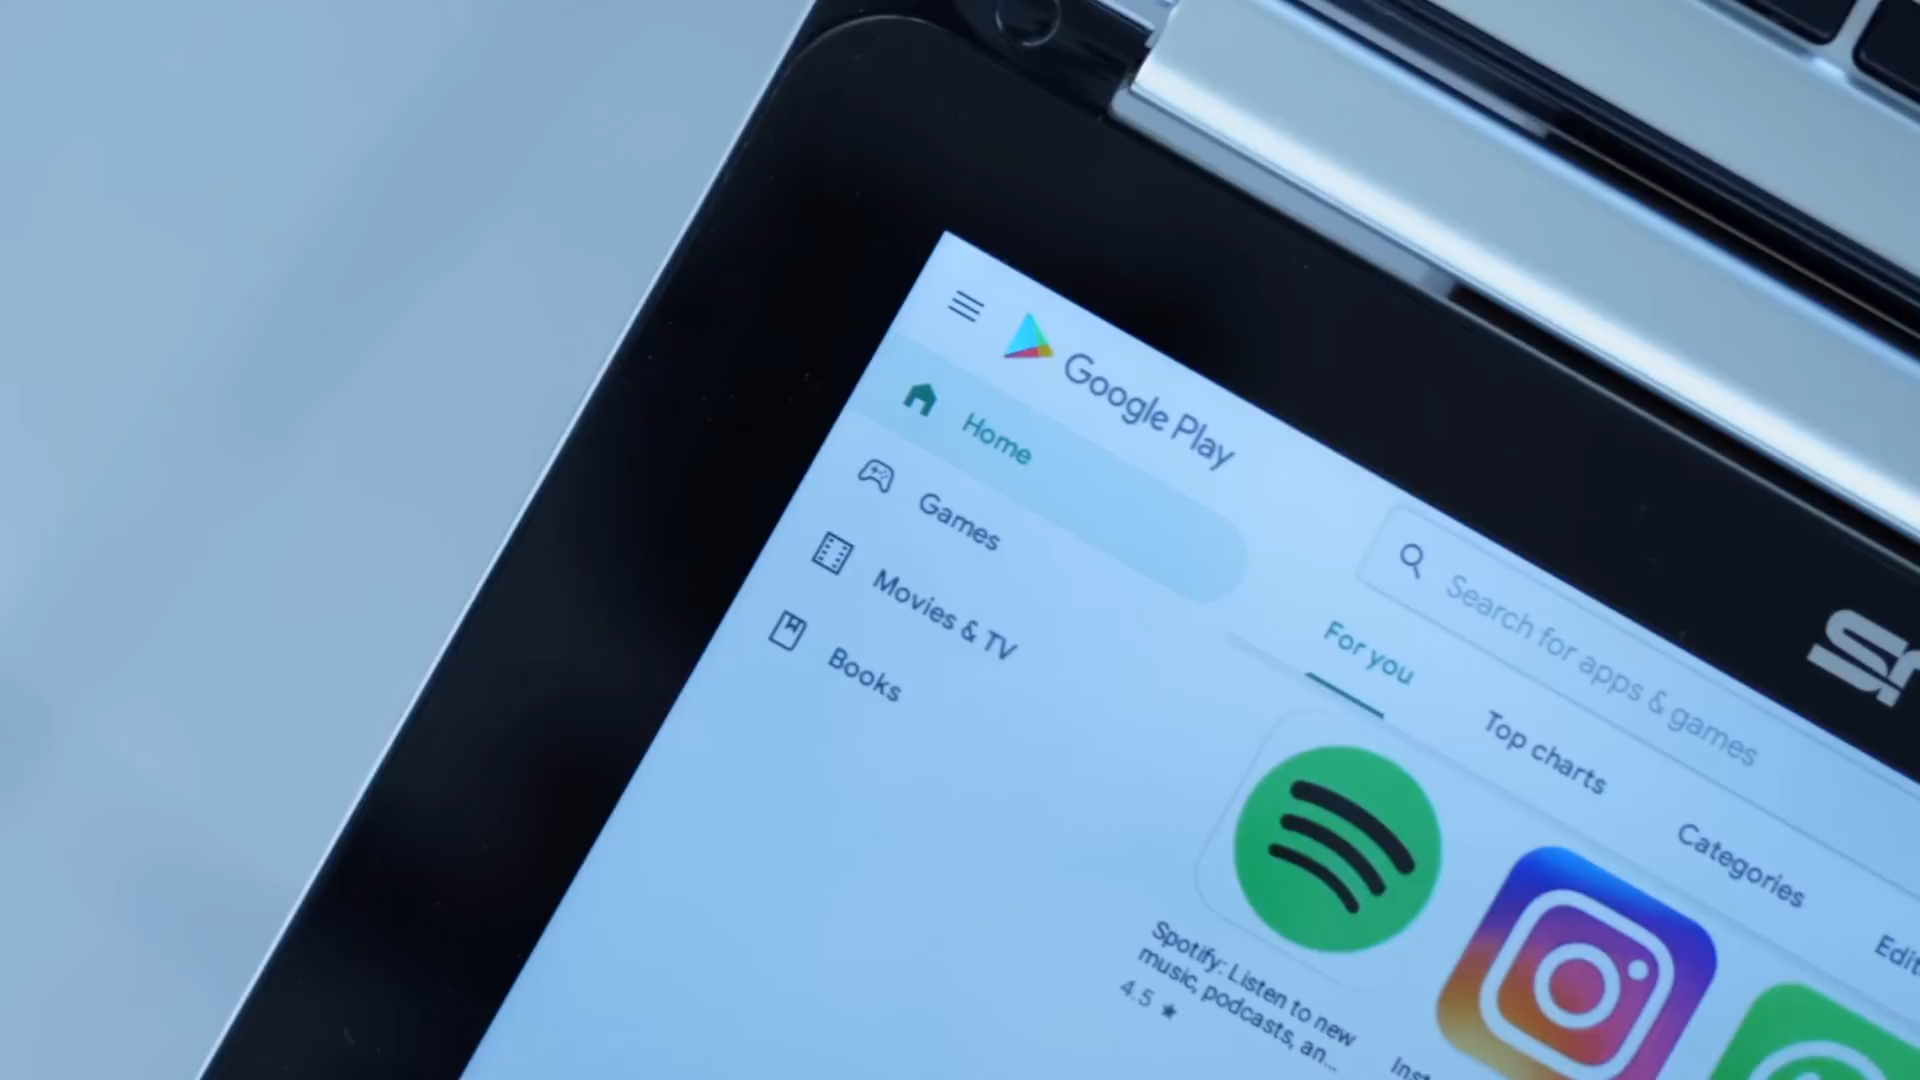 Google Play
Home
Games
Movies & TV
Books
Search for apps & games
For you
Top charts
Categories
Spotify: Listen to new
music, podcasts, an...
4.5 ★